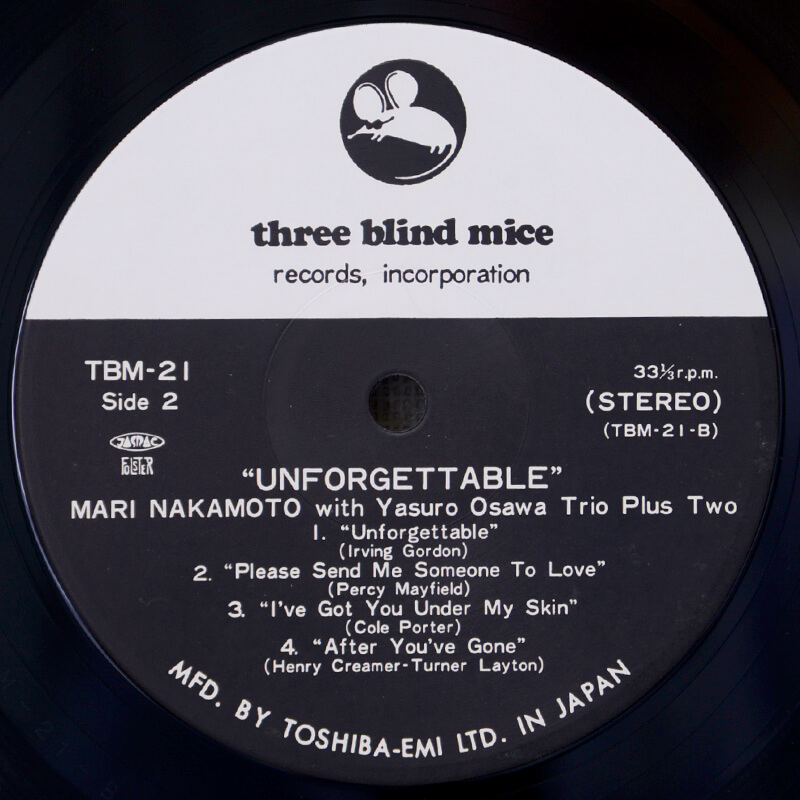 three blind mice
records, incorporation
TBM-21
Side 2
JASRAC
FOLSTER
33⅓ r.p.m.
(STEREO)
(TBM-21-B)
“UNFORGETTABLE”
MARI NAKAMOTO with Yasuro Osawa Trio Plus Two
1. “Unforgettable”
(Irving Gordon)
2. “Please Send Me Someone To Love”
(Percy Mayfield)
3. “I've Got You Under My Skin”
(Cole Porter)
4. “After You've Gone”
(Henry Creamer-Turner Layton)
MFD. BY TOSHIBA-EMI LTD. IN JAPAN